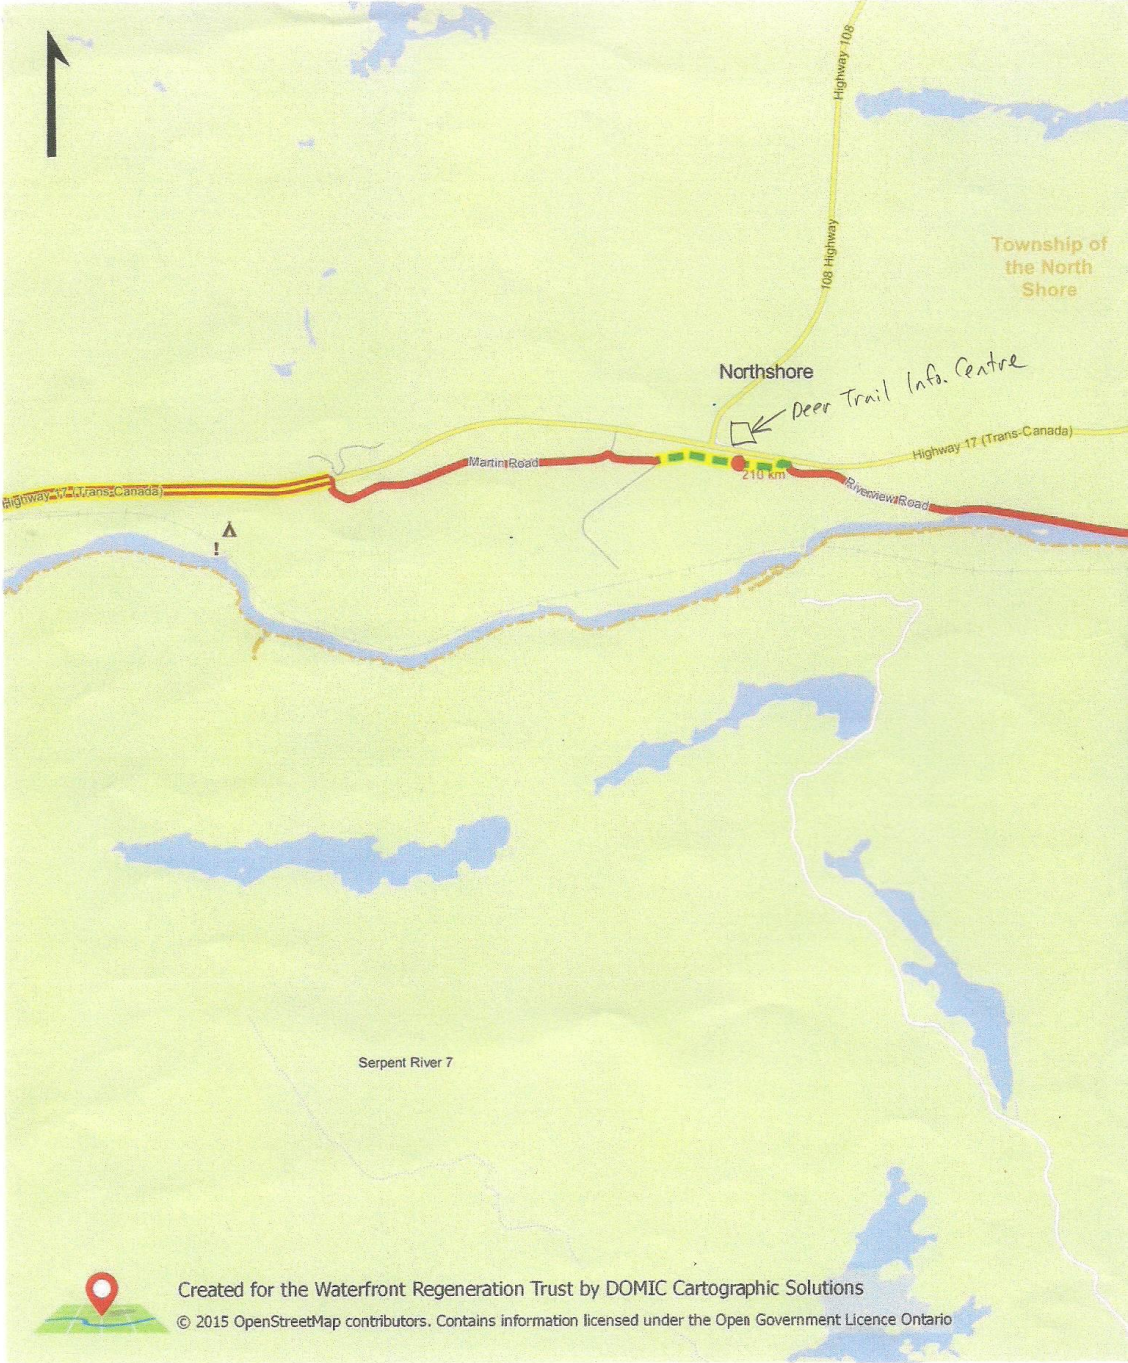 Highway 108
108 Highway
Township of
the North
Shore
Northshore
Deer Trail Info. Centre
Highway 17 (Trans-Canada)
Martin Road
210 km
Highway 17 (Trans-Canada)
Riverview Road
!
Serpent River 7
Created for the Waterfront Regeneration Trust by DOMIC Cartographic Solutions
© 2015 OpenStreetMap contributors. Contains information licensed under the Open Government Licence Ontario